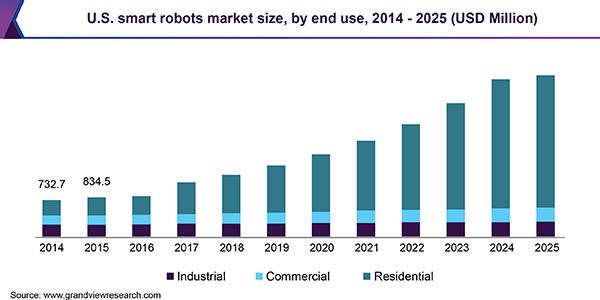 U.S. smart robots market size, by end use, 2014 - 2025 (USD Million)
732.7 834.5
2014 2015 2016 2017 2018 2019 2020 2021 2022 2023 2024 2025
Industrial Commercial Residential
Source: www.grandviewresearch.com